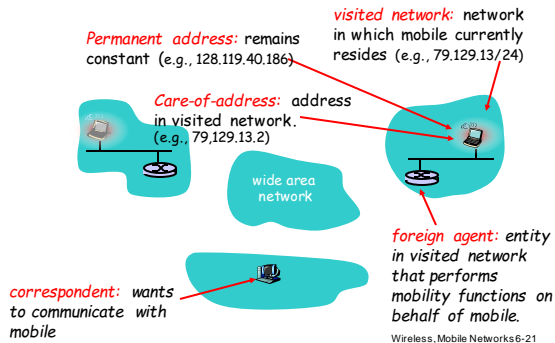 visited network: network
in which mobile currently
resides (e.g., 79.129.13/24)
Permanent address: remains
constant (e.g., 128.119.40.186)
Care-of-address: address
in visited network.
(e.g., 79,129.13.2)
wide area
network
foreign agent: entity
in visited network
that performs
mobility functions on
behalf of mobile.
correspondent: wants
to communicate with
mobile
Wireless, Mobile Networks 6-21